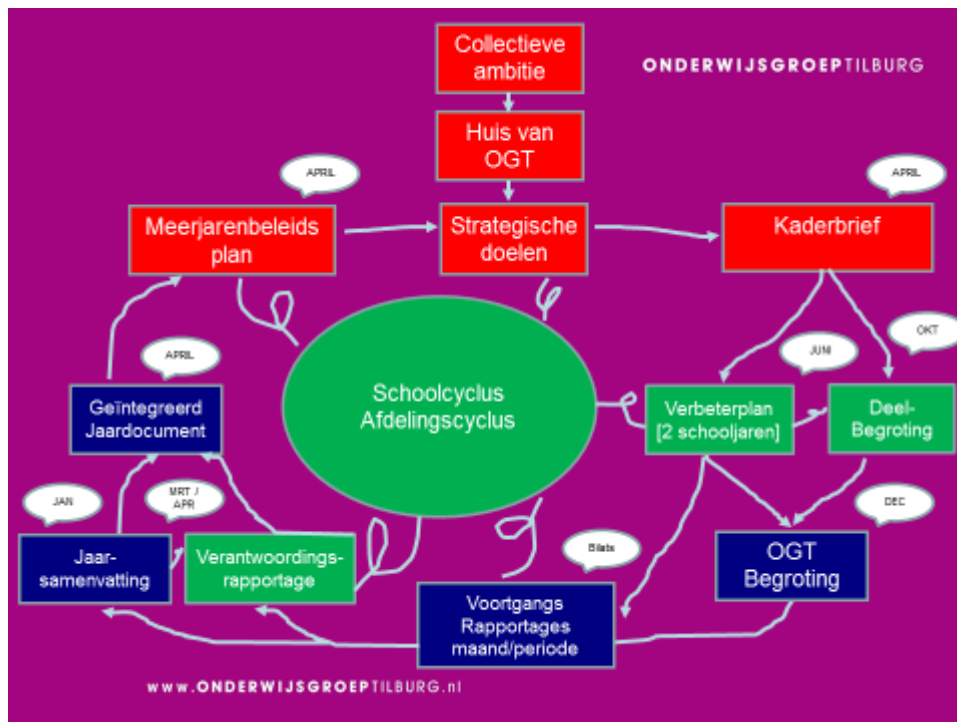 Collectieve
ambitie
ONDERWIJSGROEPTILBURG
Huis van
OGT
APRIL
APRIL
Meerjarenbeleids
plan
Strategische
doelen
Kaderbrief
OKT
JUNI
APRIL
Schoolcyclus
Afdelingscyclus
Geïntegreerd
Jaardocument
Verbeterplan
[2 schooljaren]
Deel-
Begroting
JAN
MRT /
APR
DEC
Bilats
Jaar-
samenvatting
Verantwoordings-
rapportage
OGT
Begroting
Voortgangs
Rapportages
maand/periode
www.ONDERWIJSGROEPTILBURG.nl